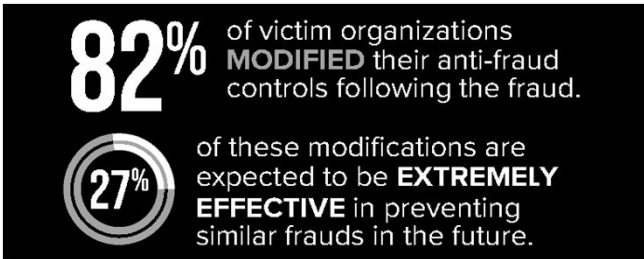 82% of victim organizations
MODIFIED their anti-fraud
controls following the fraud.
27%
of these modifications are
expected to be EXTREMELY
EFFECTIVE in preventing
similar frauds in the future.